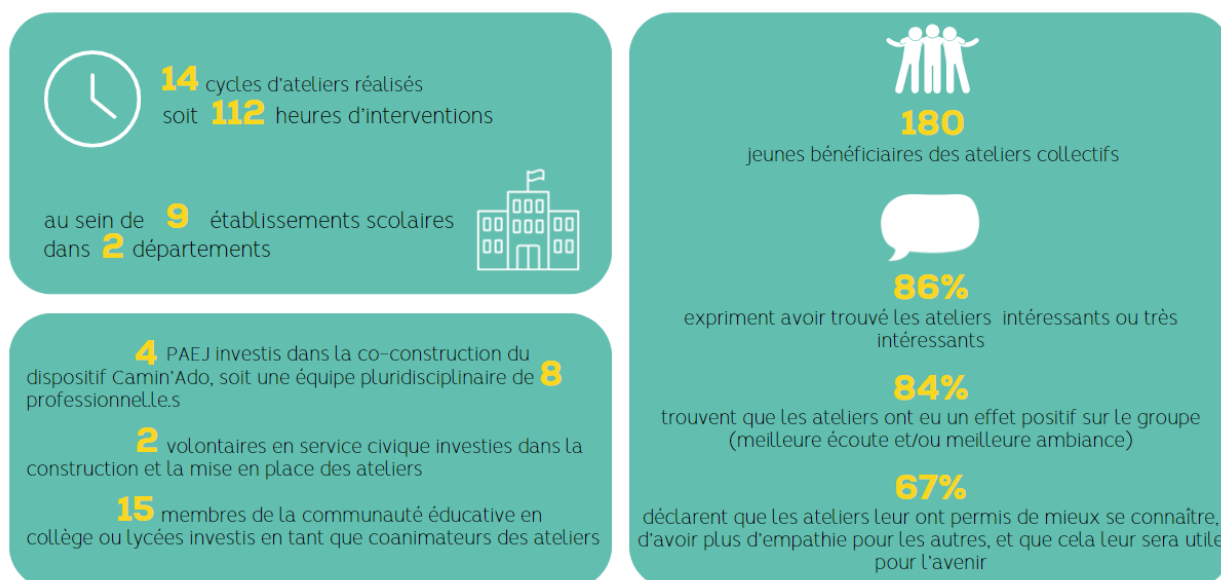 14 cycles d'ateliers réalisés
soit 112 heures d'interventions
au sein de 9 établissements scolaires
dans 2 départements
4 PAEJ investis dans la co-construction du
dispositif Camin'Ado, soit une équipe pluridisciplinaire de 8
professionnel.le.s
2 volontaires en service civique investies dans la
construction et la mise en place des ateliers
15 membres de la communauté éducative en
collège ou lycées investis en tant que coanimateurs des ateliers
180
jeunes bénéficiaires des ateliers collectifs
86%
expriment avoir trouvé les ateliers intéressants ou très
intéressants
84%
trouvent que les ateliers ont eu un effet positif sur le groupe
(meilleure écoute et/ou meilleure ambiance)
67%
déclarent que les ateliers leur ont permis de mieux se connaître,
d'avoir plus d'empathie pour les autres, et que cela leur sera utile
pour l'avenir